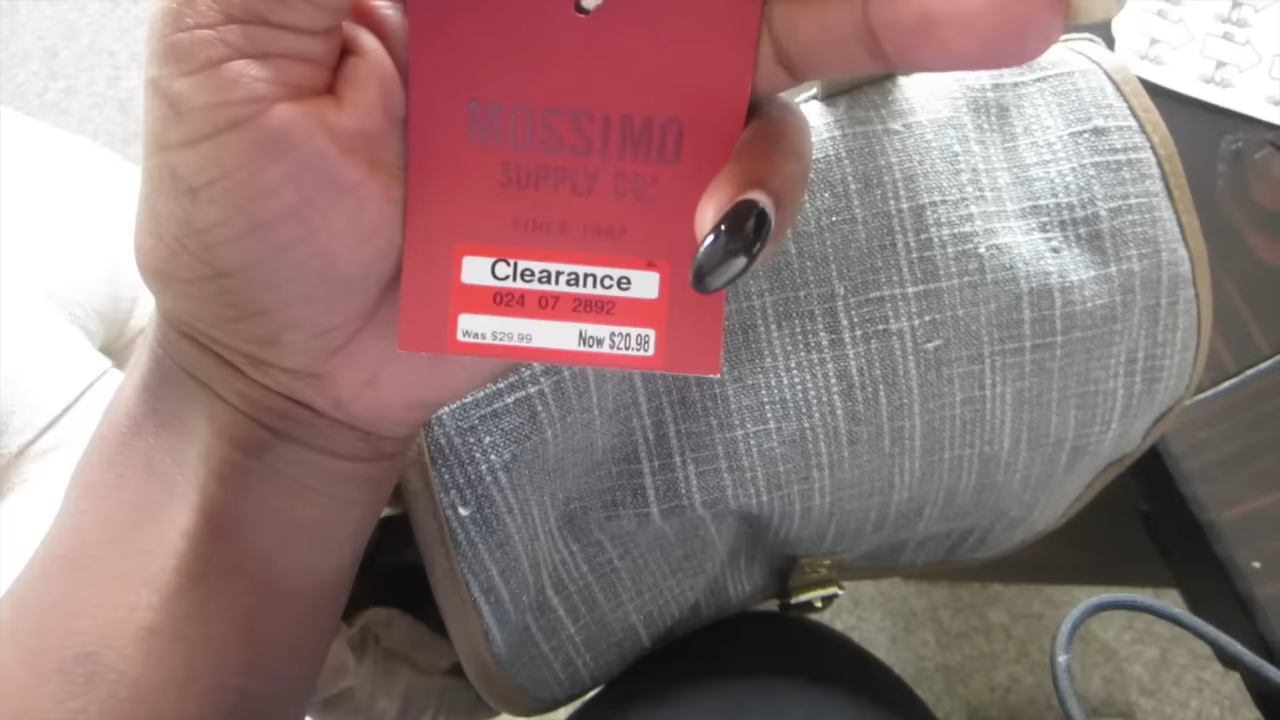 MOSSIMO
SUPPLY CO.
SINCE 1987
Clearance
024 07 2892
Was $29.99 Now $20.98